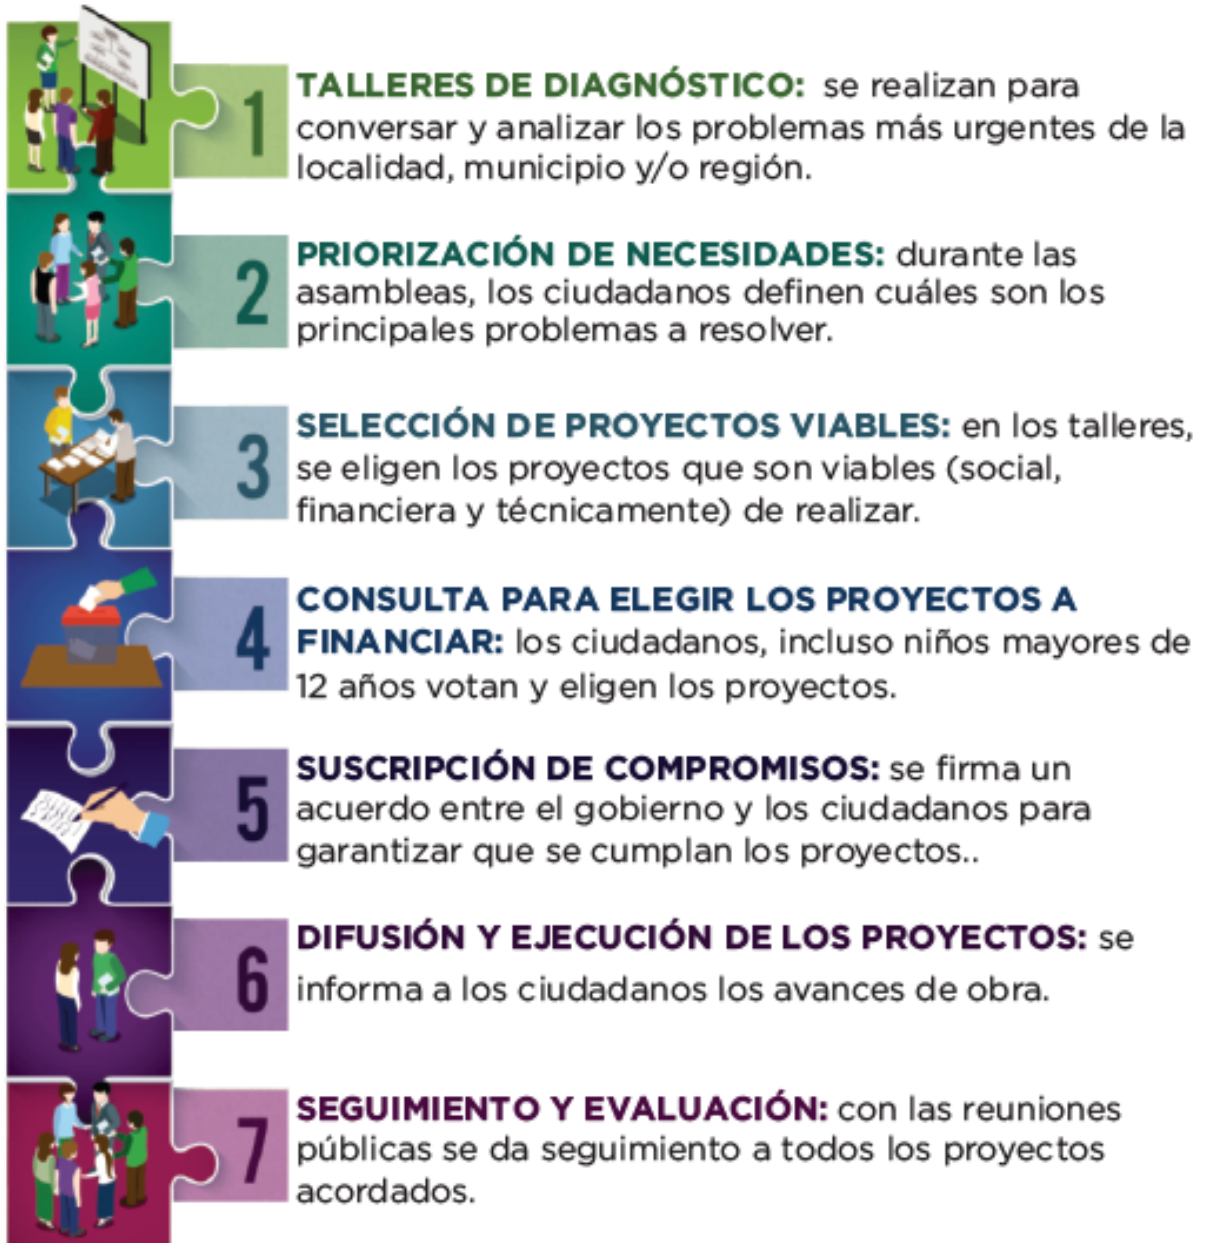 1
TALLERES DE DIAGNÓSTICO: se realizan para
conversar y analizar los problemas más urgentes de la
localidad, municipio y/o región.
2
PRIORIZACIÓN DE NECESIDADES: durante las
asambleas, los ciudadanos definen cuáles son los
principales problemas a resolver.
3
SELECCIÓN DE PROYECTOS VIABLES: en los talleres,
se eligen los proyectos que son viables (social,
financiera y técnicamente) de realizar.
4
CONSULTA PARA ELEGIR LOS PROYECTOS A
FINANCIAR: los ciudadanos, incluso niños mayores de
12 años votan y eligen los proyectos.
5
SUSCRIPCIÓN DE COMPROMISOS: se firma un
acuerdo entre el gobierno y los ciudadanos para
garantizar que se cumplan los proyectos..
6
DIFUSIÓN Y EJECUCIÓN DE LOS PROYECTOS: se
informa a los ciudadanos los avances de obra.
7
SEGUIMIENTO Y EVALUACIÓN: con las reuniones
públicas se da seguimiento a todos los proyectos
acordados.